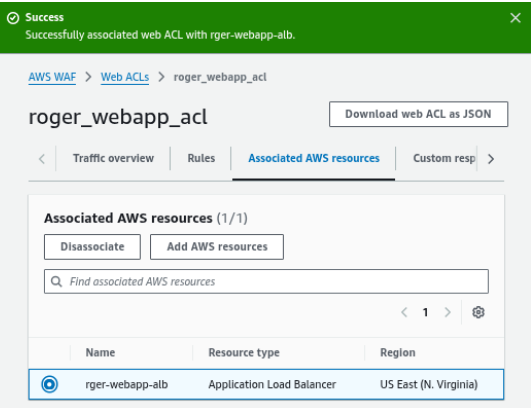 Success
Successfully associated web ACL with rger-webapp-alb.
AWS WAF > Web ACLs > roger_webapp_acl
roger_webapp_acl
Download web ACL as JSON
Traffic overview
Rules
Associated AWS resources
Custom resp
Associated AWS resources (1/1)
Disassociate
Add AWS resources
Find associated AWS resources
1
Name Resource type Region
rger-webapp-alb Application Load Balancer US East (N. Virginia)